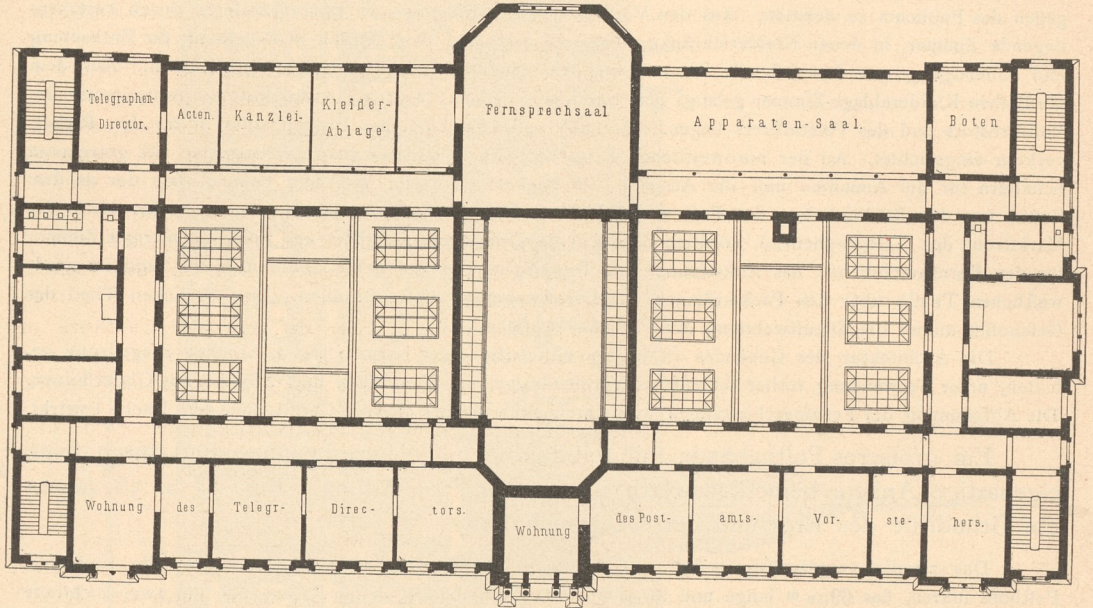 Telegraphen-
Director.
Acten.
Kanzlei-
Kleider-
Ablage
Fernsprechsaal
Apparaten-Saal.
Boten
Wohnung
des
Telegr-
Direc-
tors.
Wohnung
des Post-
amts-
Vor-
ste-
hers.